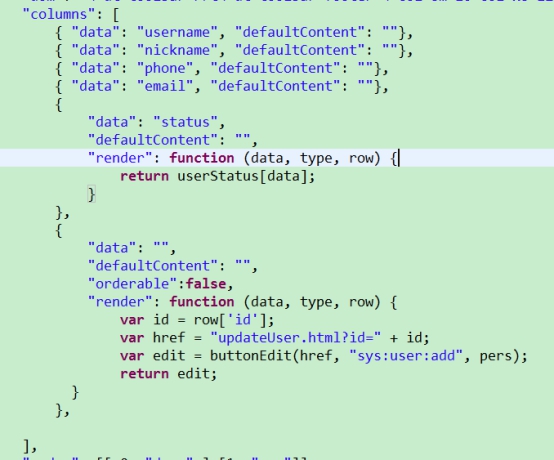 "columns": [
{ "data": "username", "defaultContent": ""},
{ "data": "nickname", "defaultContent": ""},
{ "data": "phone", "defaultContent": ""},
{ "data": "email", "defaultContent": ""},
{
"data": "status",
"defaultContent": "",
"render": function (data, type, row) {
return userStatus[data];
}
},
{
"data": "",
"defaultContent": "",
"orderable":false,
"render": function (data, type, row) {
var id = row['id'];
var href = "updateUser.html?id=" + id;
var edit = buttonEdit(href, "sys:user:add", pers);
return edit;
}
},
],